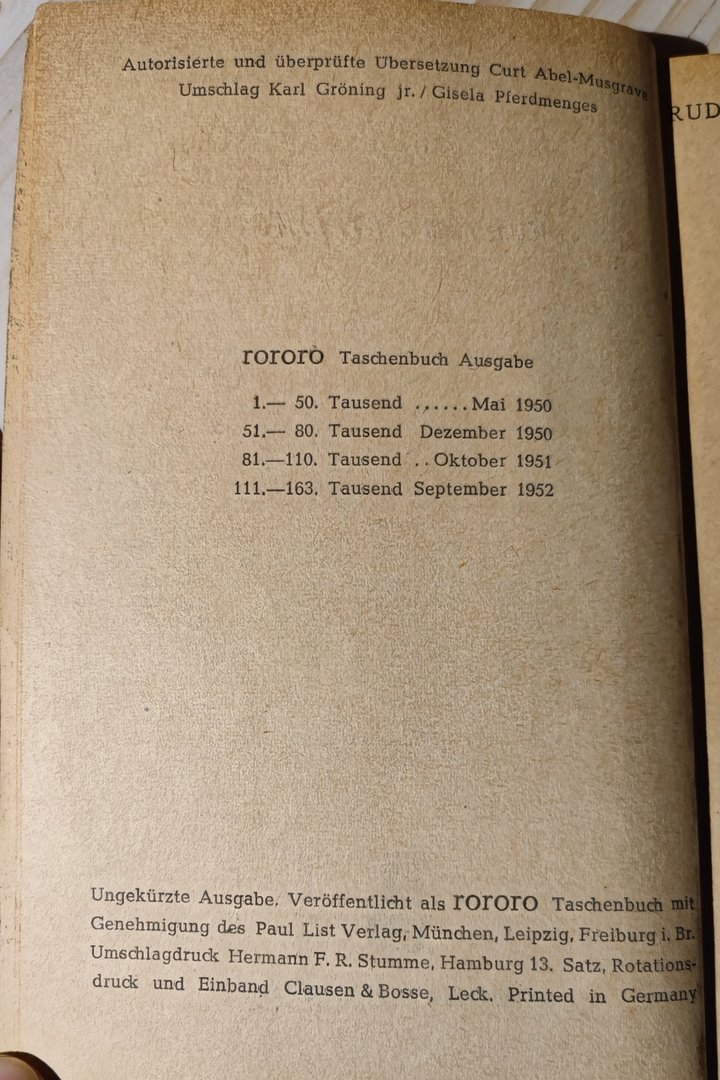 Autorisierte und überprüfte Übersetzung Curt Abel-Musgrave
Umschlag Karl Gröning jr. / Gisela Pferdmenges
RUD
rororo Taschenbuch Ausgabe
1.— 50. Tausend ...... Mai 1950
51.— 80. Tausend Dezember 1950
81.—110. Tausend .. Oktober 1951
111.—163. Tausend September 1952
Ungekürzte Ausgabe. Veröffentlicht als rororo Taschenbuch mit
Genehmigung des Paul List Verlag, München, Leipzig, Freiburg i. Br.
Umschlagdruck Hermann F. R. Stumme, Hamburg 13. Satz, Rotations-
druck und Einband Clausen & Bosse, Leck. Printed in Germany